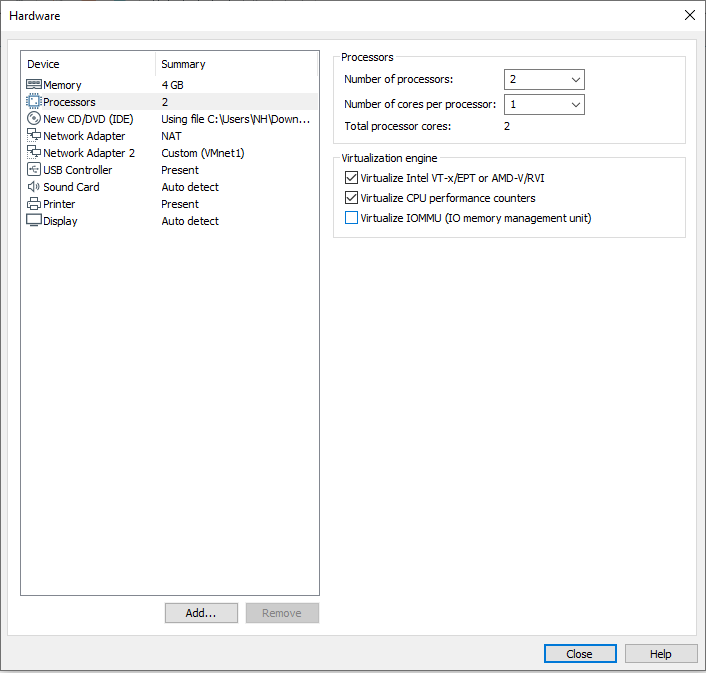 Hardware
Device Summary
Memory 4 GB
Processors 2
New CD/DVD (IDE) Using file C:\Users\NH\Down...
Network Adapter NAT
Network Adapter 2 Custom (VMnet1)
USB Controller Present
Sound Card Auto detect
Printer Present
Display Auto detect
Add... Remove
Processors
Number of processors: 2
Number of cores per processor: 1
Total processor cores: 2
Virtualization engine
Virtualize Intel VT-x/EPT or AMD-V/RVI
Virtualize CPU performance counters
Virtualize IOMMU (IO memory management unit)
Close Help